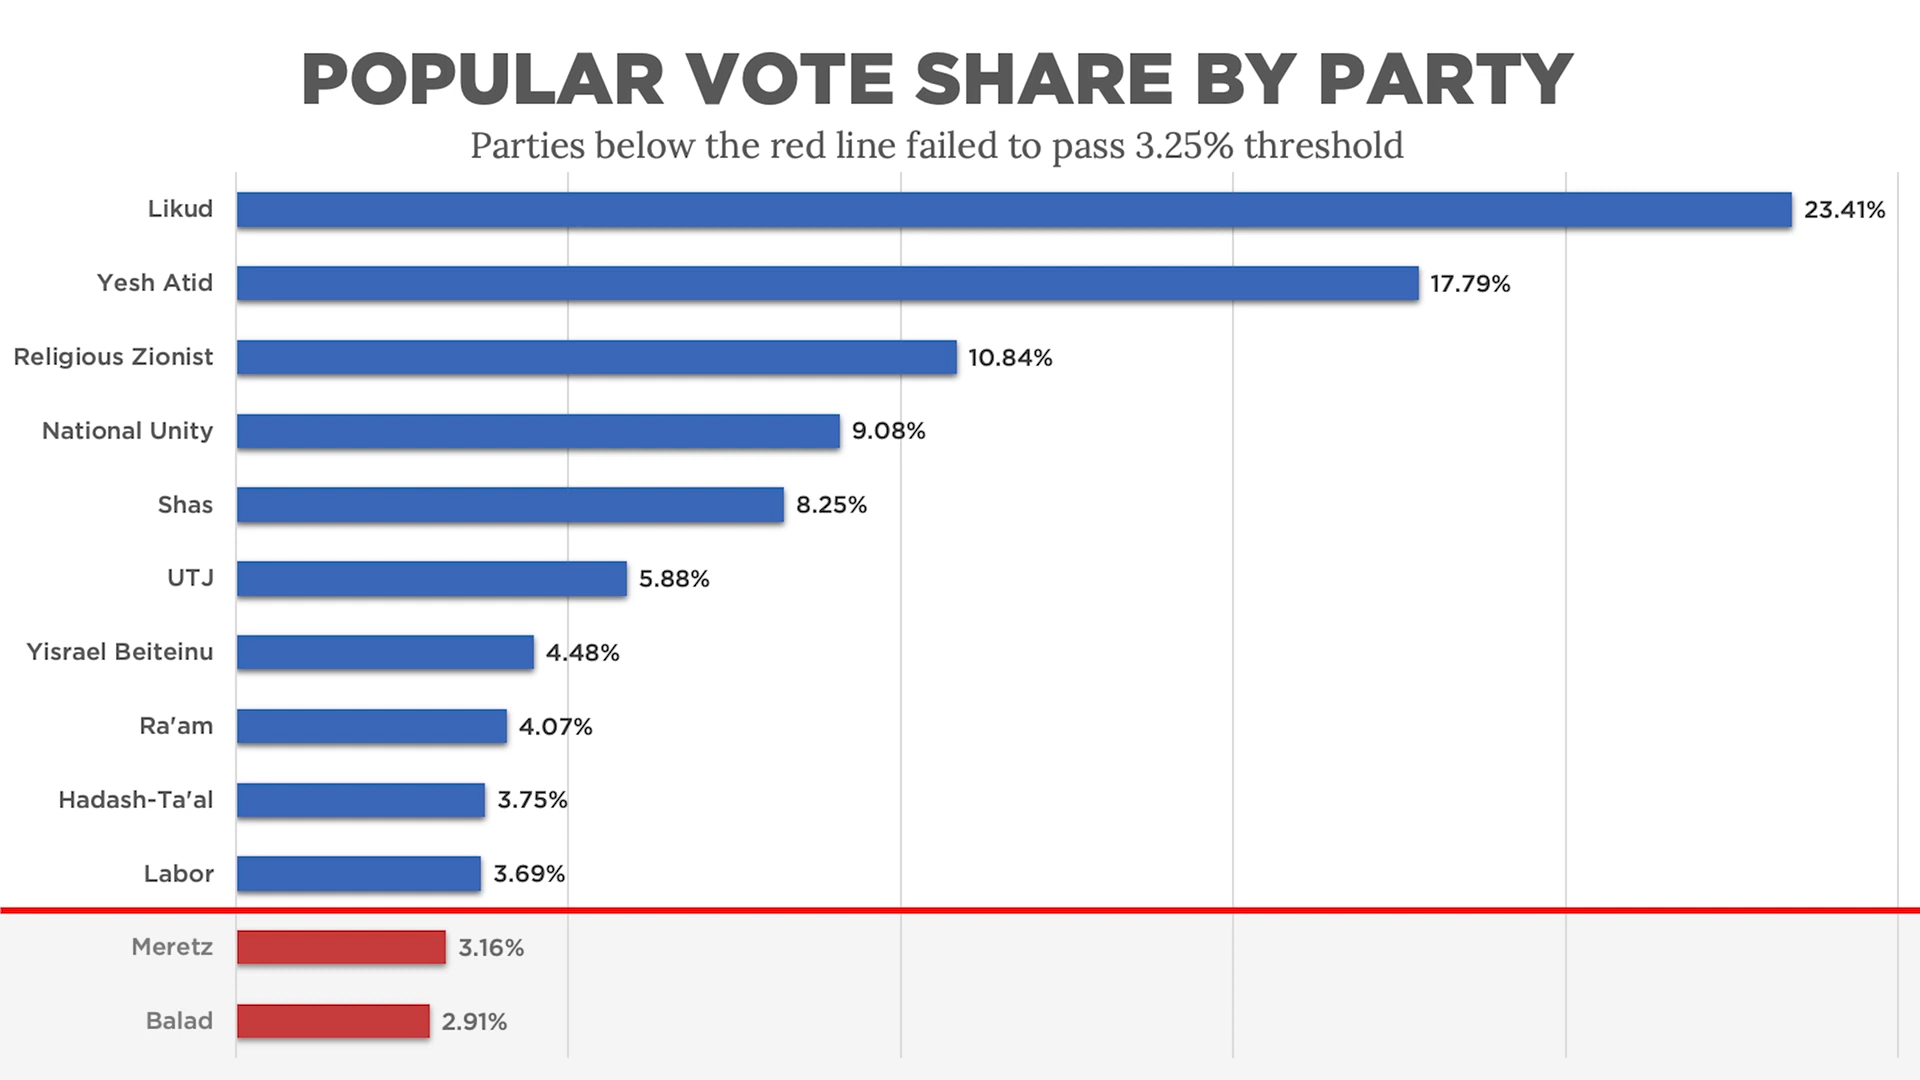 POPULAR VOTE SHARE BY PARTY
Parties below the red line failed to pass 3.25% threshold
Likud 23.41%
Yesh Atid 17.79%
Religious Zionist 10.84%
National Unity 9.08%
Shas 8.25%
UTJ 5.88%
Yisrael Beiteinu 4.48%
Ra'am 4.07%
Hadash-Ta'al 3.75%
Labor 3.69%
Meretz 3.16%
Balad 2.91%